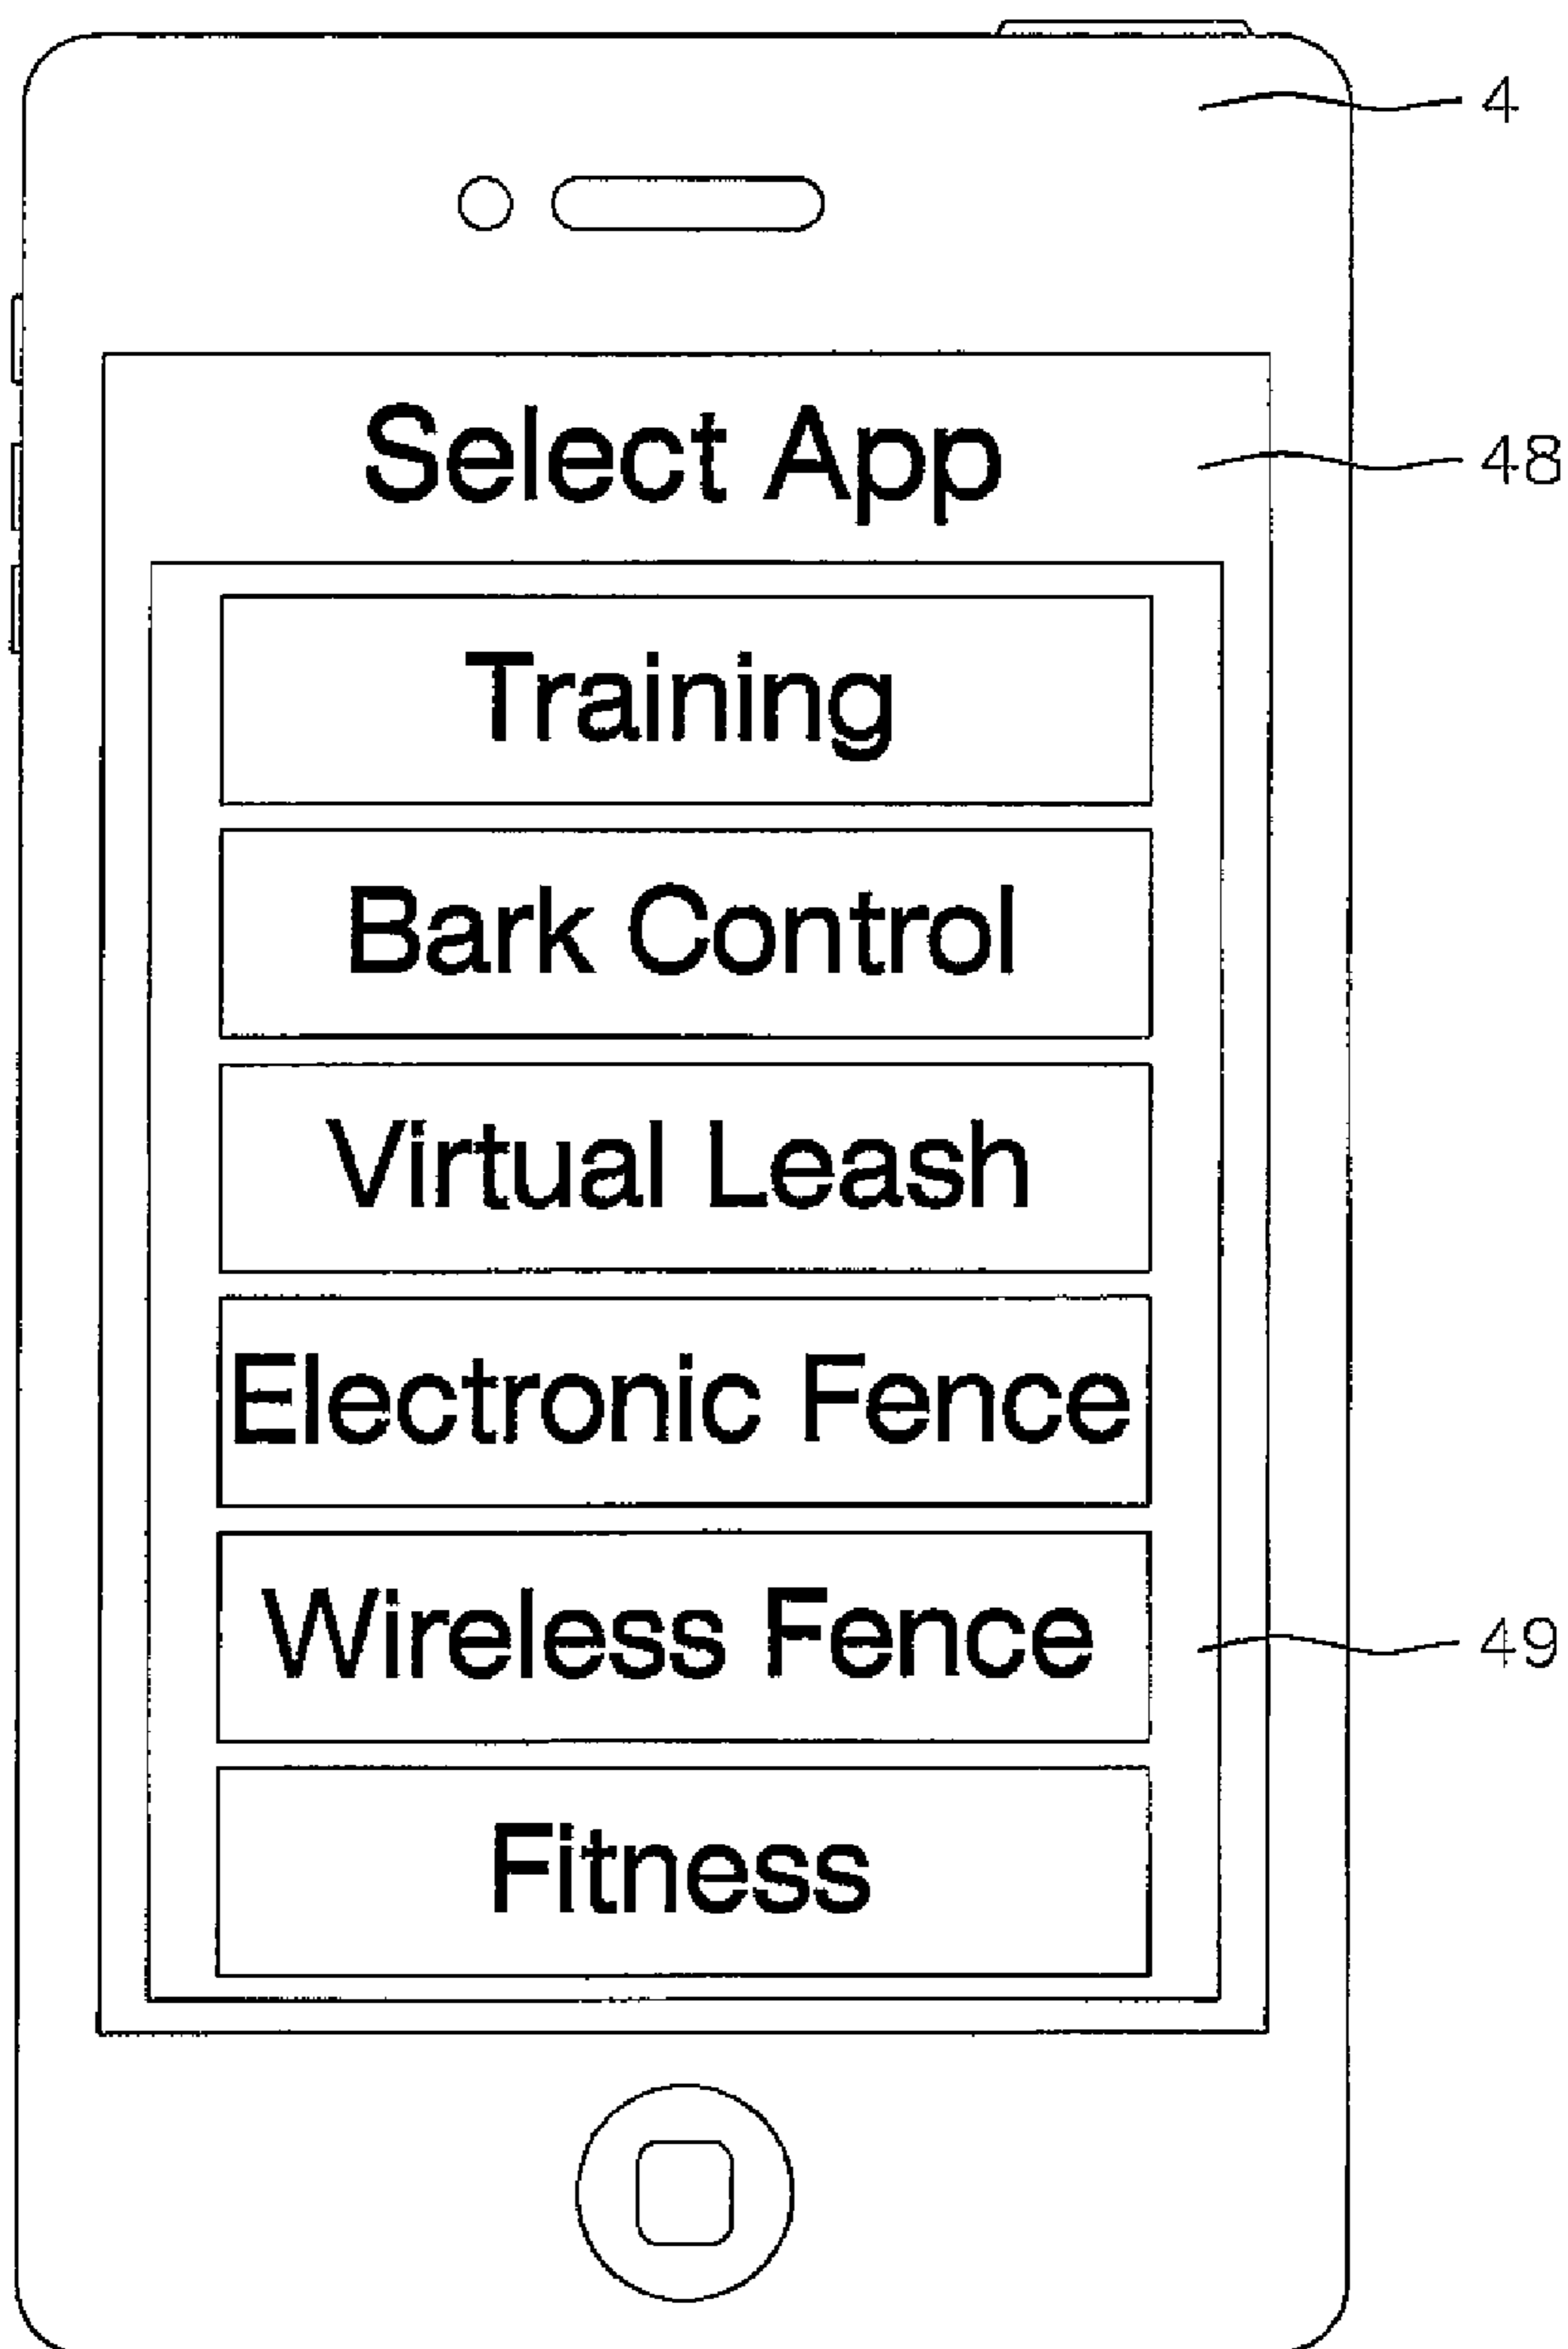 4
Select App 48
Training
Bark Control
Virtual Leash
Electronic Fence
Wireless Fence 49
Fitness